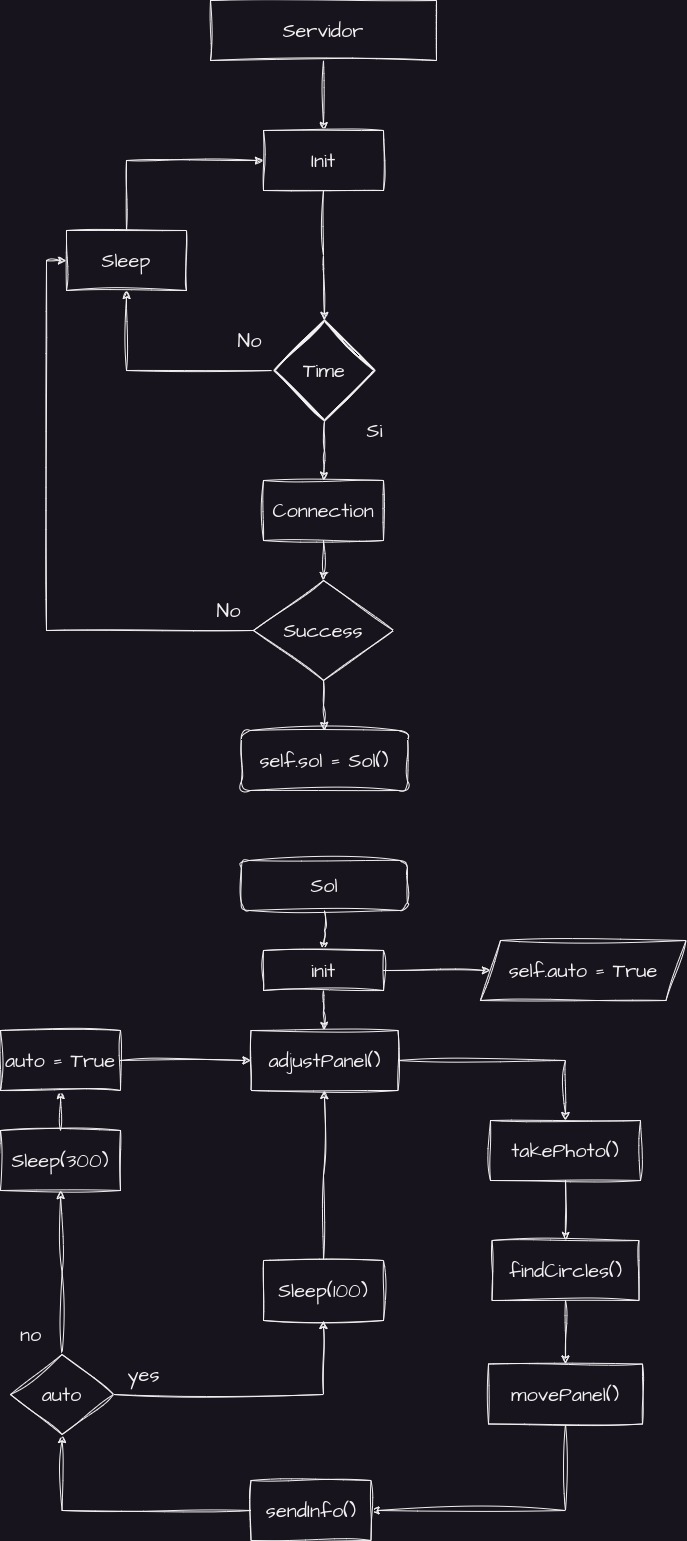 Servidor
Init
Sleep
No
Time
Si
Connection
No
Success
self.sol = Sol()
Sol
init
self.auto = True
auto = True
adjustPanel()
takePhoto()
Sleep(300)
findCircles()
Sleep(100)
no
yes
auto
movePanel()
sendInfo()